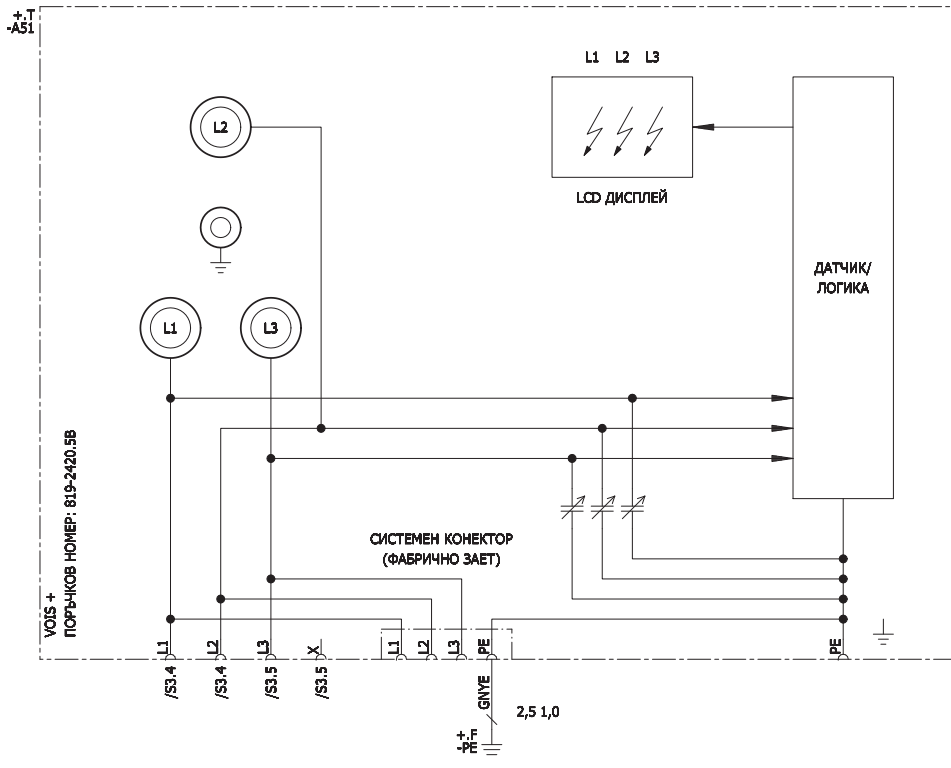 +.T
-A51
L1 L2 L3
L2
LCD ДИСПЛЕЙ
ДАТЧИК/
ЛОГИКА
L1
L3
VOIS +
ПОРЪЧКОВ НОМЕР: 819-2420.5B
СИСТЕМЕН КОНЕКТОР
(ФАБРИЧНО ЗАЕТ)
L1
L2
L3
X
L1
L2
L3
PE
PE
/S3.4
/S3.4
/S3.5
/S3.5
GNYE
2,5 1,0
+.F
-PE